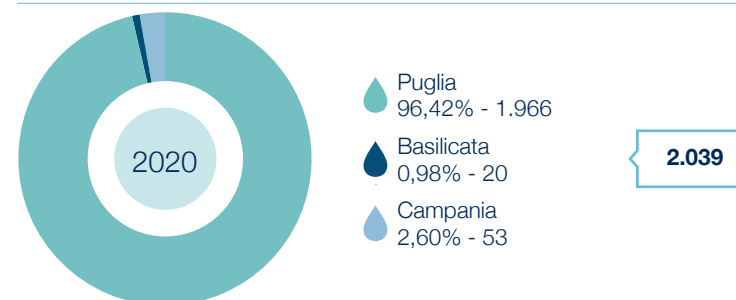 2020
Puglia
96,42% - 1.966
Basilicata
0,98% - 20
Campania
2,60% - 53
2.039